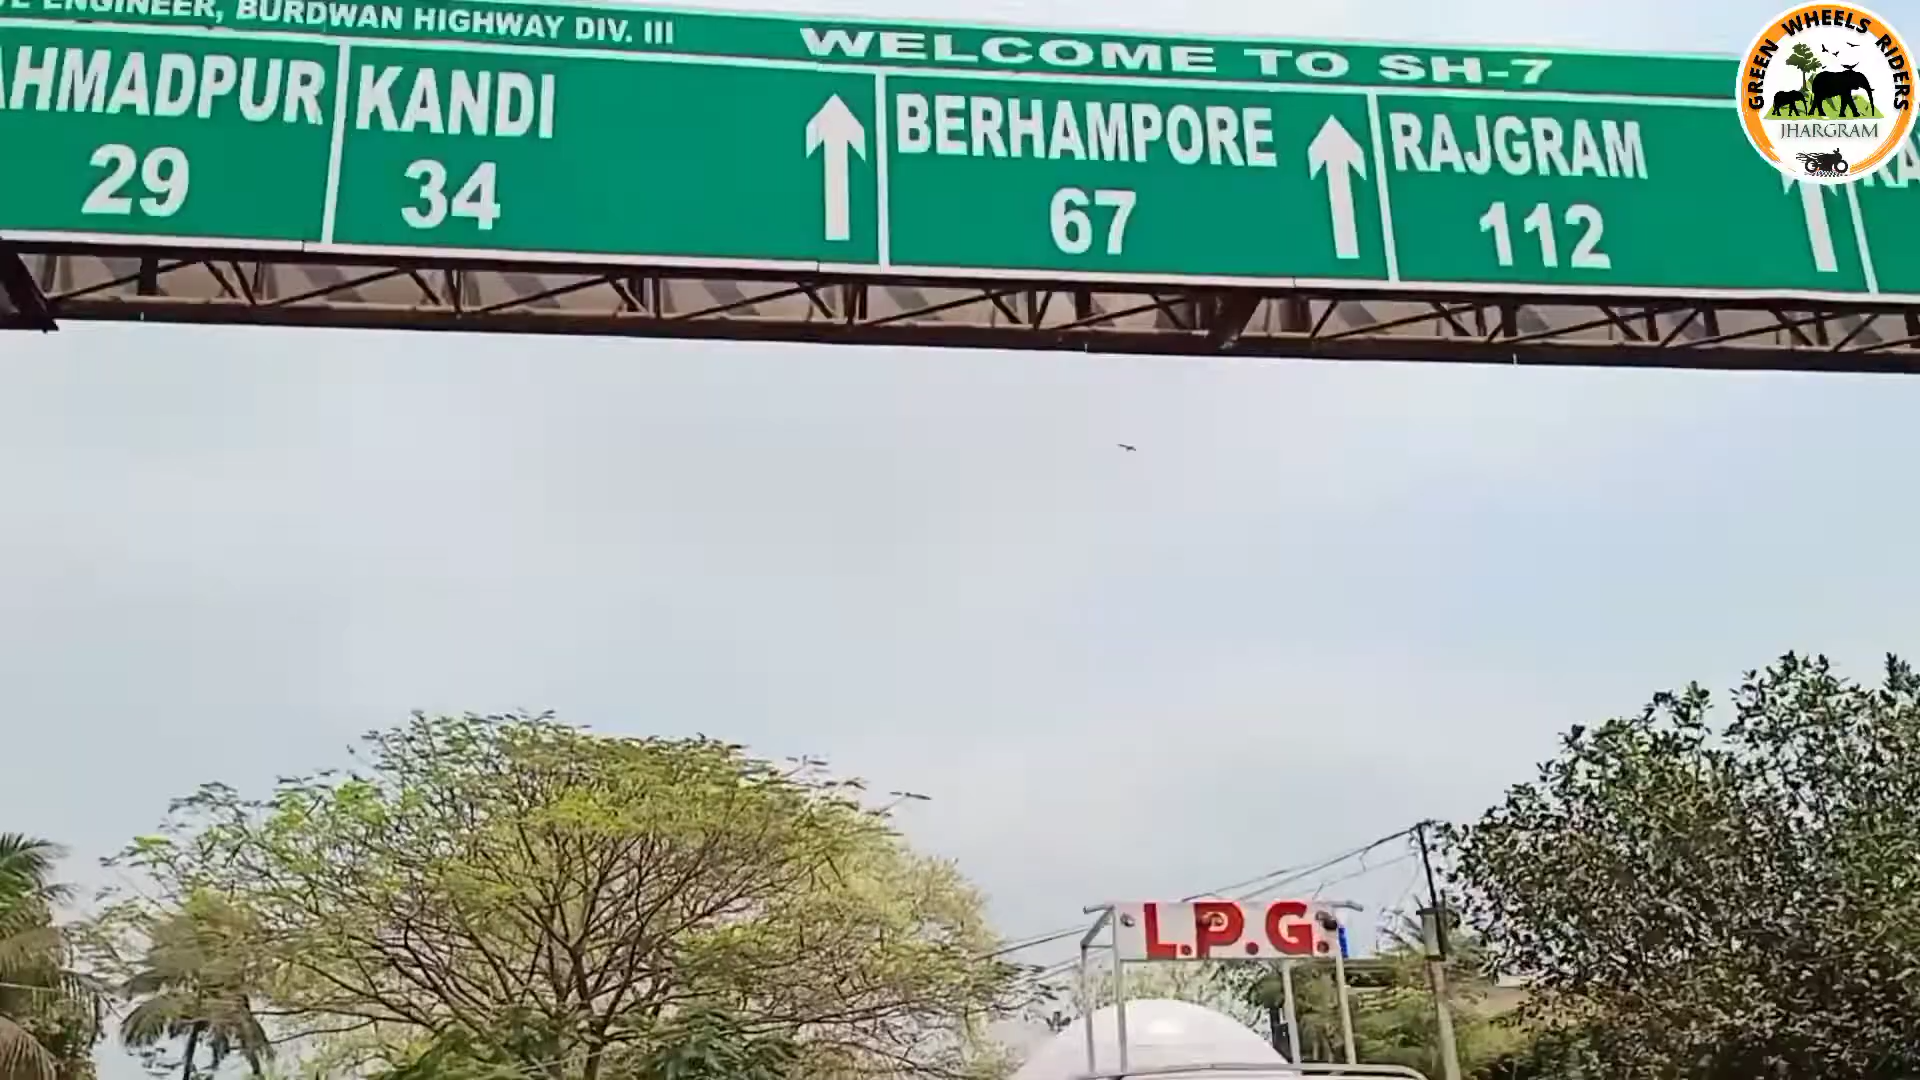 ENGINEER, BURDWAN HIGHWAY DIV. III
WELCOME TO SH-7
AHMADPUR
29
KANDI
34
BERHAMPORE
67
RAJGRAM
112
GREEN WHEELS RIDERS
JHARGRAM
L.P.G.